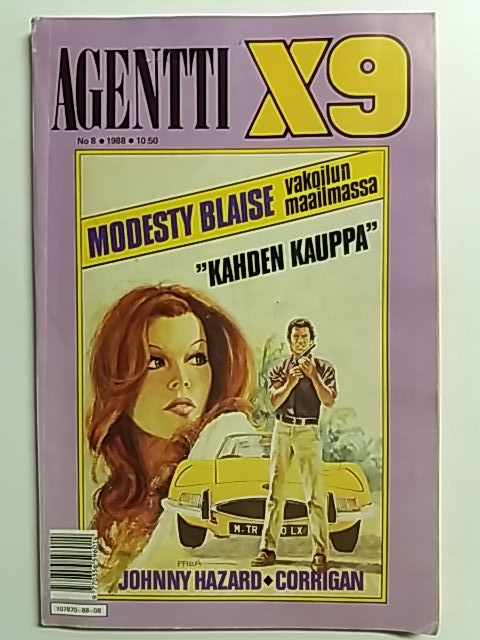 AGENTTI X9
No 8 • 1988 • 10:50
MODESTY BLAISE vakoilun
maailmassa
"KAHDEN KAUPPA"
JOHNNY HAZARD ◆ CORRIGAN
107870-88-08